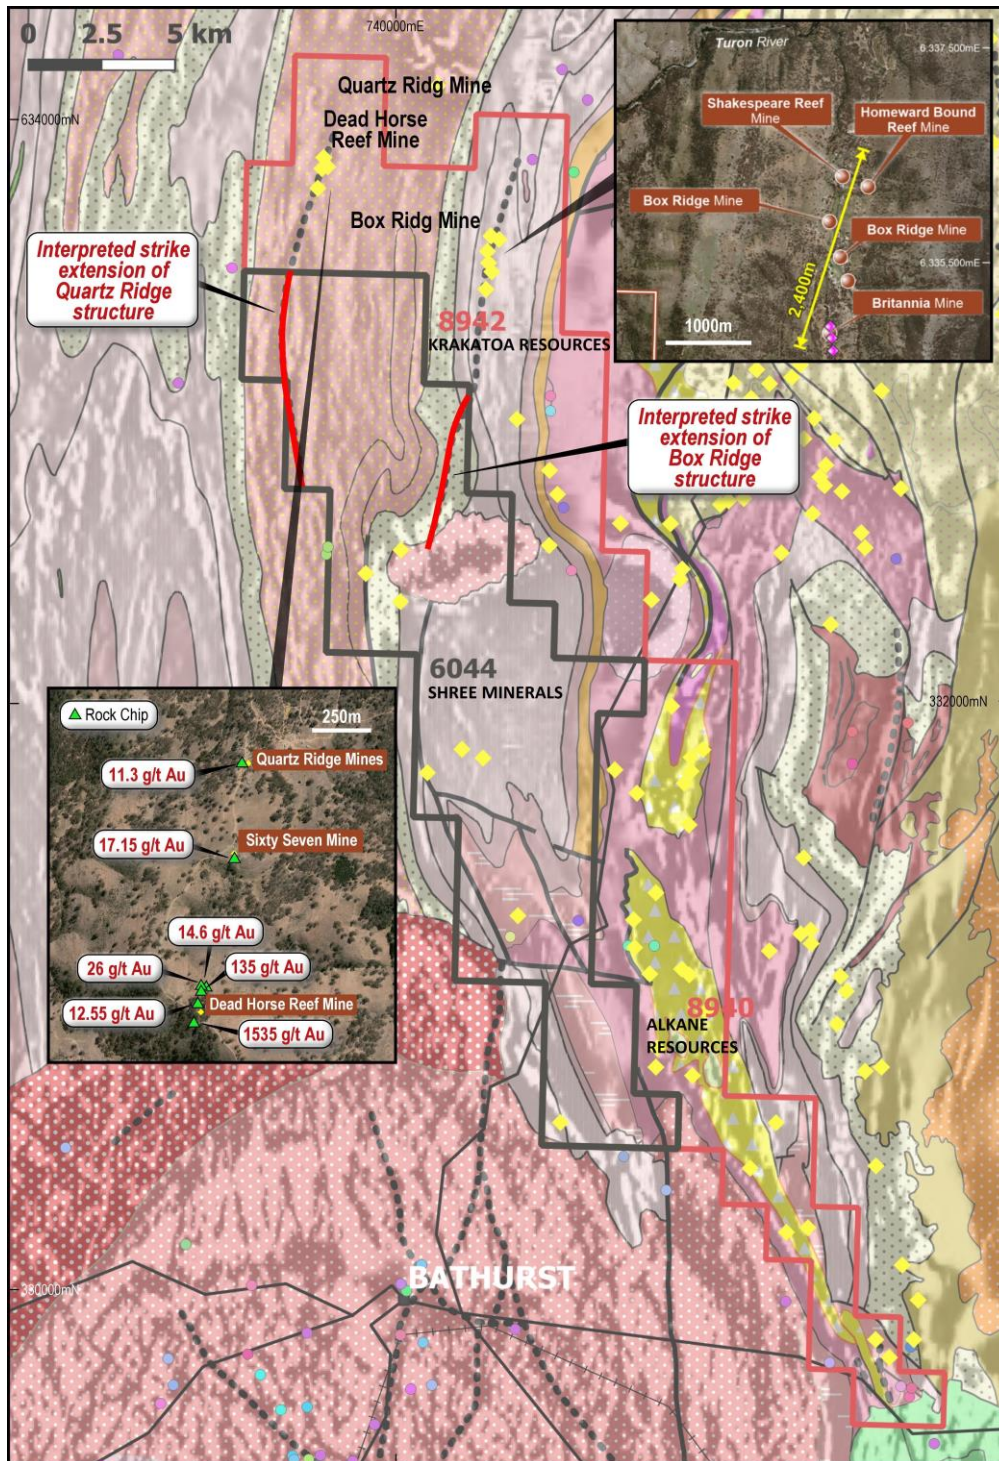 740000mE
0 2.5 5 km
634000mN
Quartz Ridg Mine
Dead Horse
Reef Mine
Box Ridg Mine
Interpreted strike
extension of
Quartz Ridge
structure
8942
KRAKATOA RESOURCES
Interpreted strike
extension of
Box Ridge
structure
Turon River
6 337 500mE
Shakespeare Reef
Mine
Homeward Bound
Reef Mine
Box Ridge Mine
Box Ridge Mine
6 335 500mE
Britannia Mine
2,400m
1000m
6044
SHREE MINERALS
332000mN
Rock Chip
250m
Quartz Ridge Mines
11.3 g/t Au
Sixty Seven Mine
17.15 g/t Au
14.6 g/t Au
26 g/t Au
135 g/t Au
Dead Horse Reef Mine
12.55 g/t Au
1535 g/t Au
8940
ALKANE
RESOURCES
BATHURST
330000mN